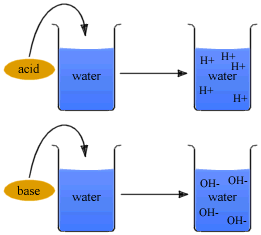 acid
water
H+
H+
H+
water
H+
H+
base
water
OH-
OH-
water
OH-
OH-